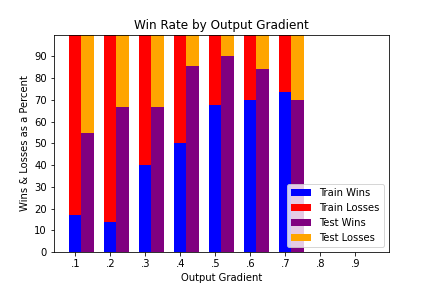 Win Rate by Output Gradient
Wins & Losses as a Percent
90
80
70
60
50
40
30
20
10
0
.1 .2 .3 .4 .5 .6 .7 .8 .9
Output Gradient
Train Wins
Train Losses
Test Wins
Test Losses